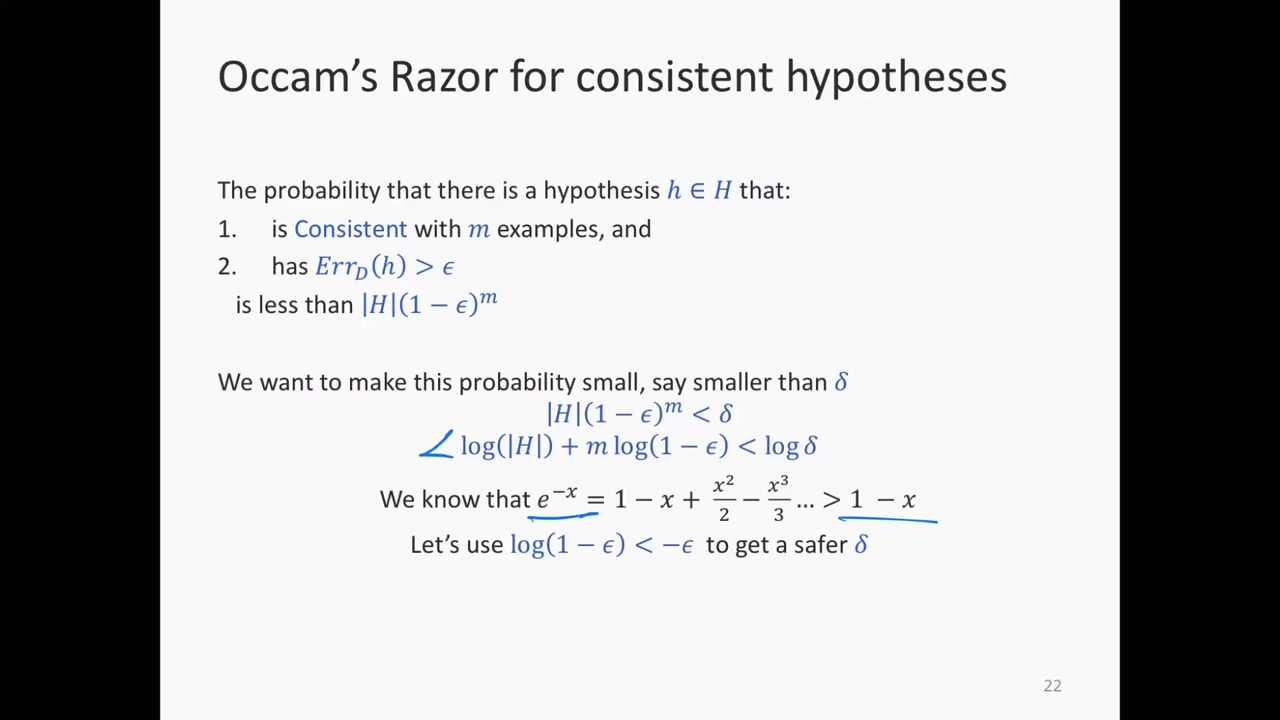 Occam's Razor for consistent hypotheses
The probability that there is a hypothesis h ∈ H that:
1. is Consistent with m examples, and
2. has Err_D(h) > ϵ
is less than |H|(1 − ϵ)^m
We want to make this probability small, say smaller than δ
|H|(1 − ϵ)^m < δ
log(|H|) + m log(1 − ϵ) < log δ
We know that e^{−x} = 1 − x + x^2/2 − x^3/3 … > 1 − x
Let's use log(1 − ϵ) < −ϵ to get a safer δ
22